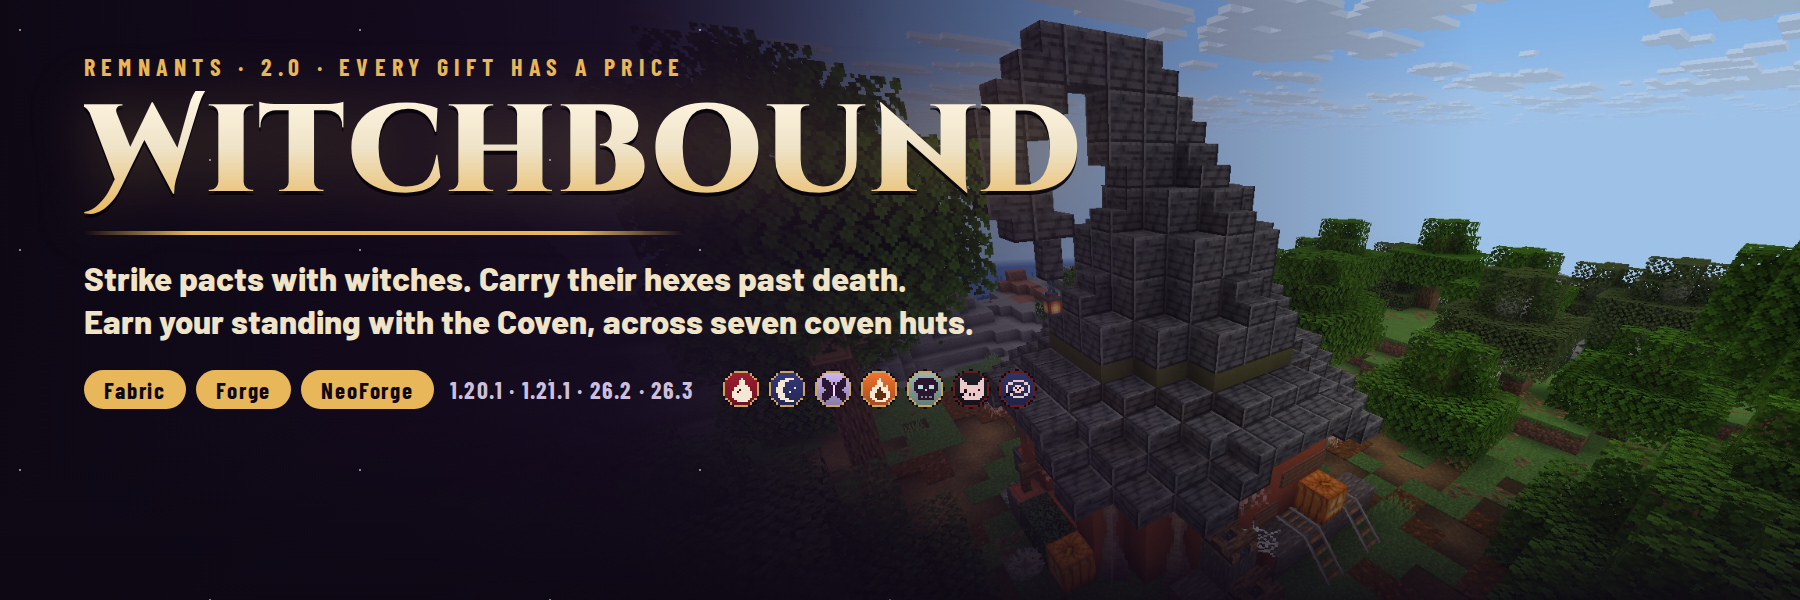 REMNANTS · 2.0 · EVERY GIFT HAS A PRICE
WITCHBOUND
Strike pacts with witches. Carry their hexes past death.
Earn your standing with the Coven, across seven coven huts.
Fabric Forge NeoForge 1.20.1 · 1.21.1 · 26.2 · 26.3